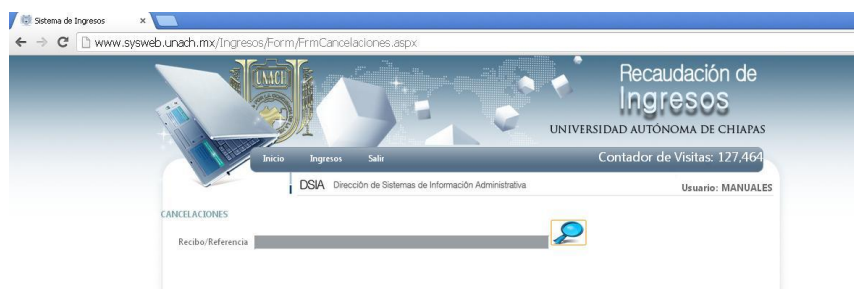 Sistema de Ingresos
www.sysweb.unach.mx/Ingresos/Form/FrmCancelaciones.aspx
UNACH
Recaudación de
Ingresos
UNIVERSIDAD AUTÓNOMA DE CHIAPAS
Inicio Ingresos Salir Contador de Visitas: 127,464
DSIA Dirección de Sistemas de Información Administrativa
Usuario: MANUALES
CANCELACIONES
Recibo/Referencia